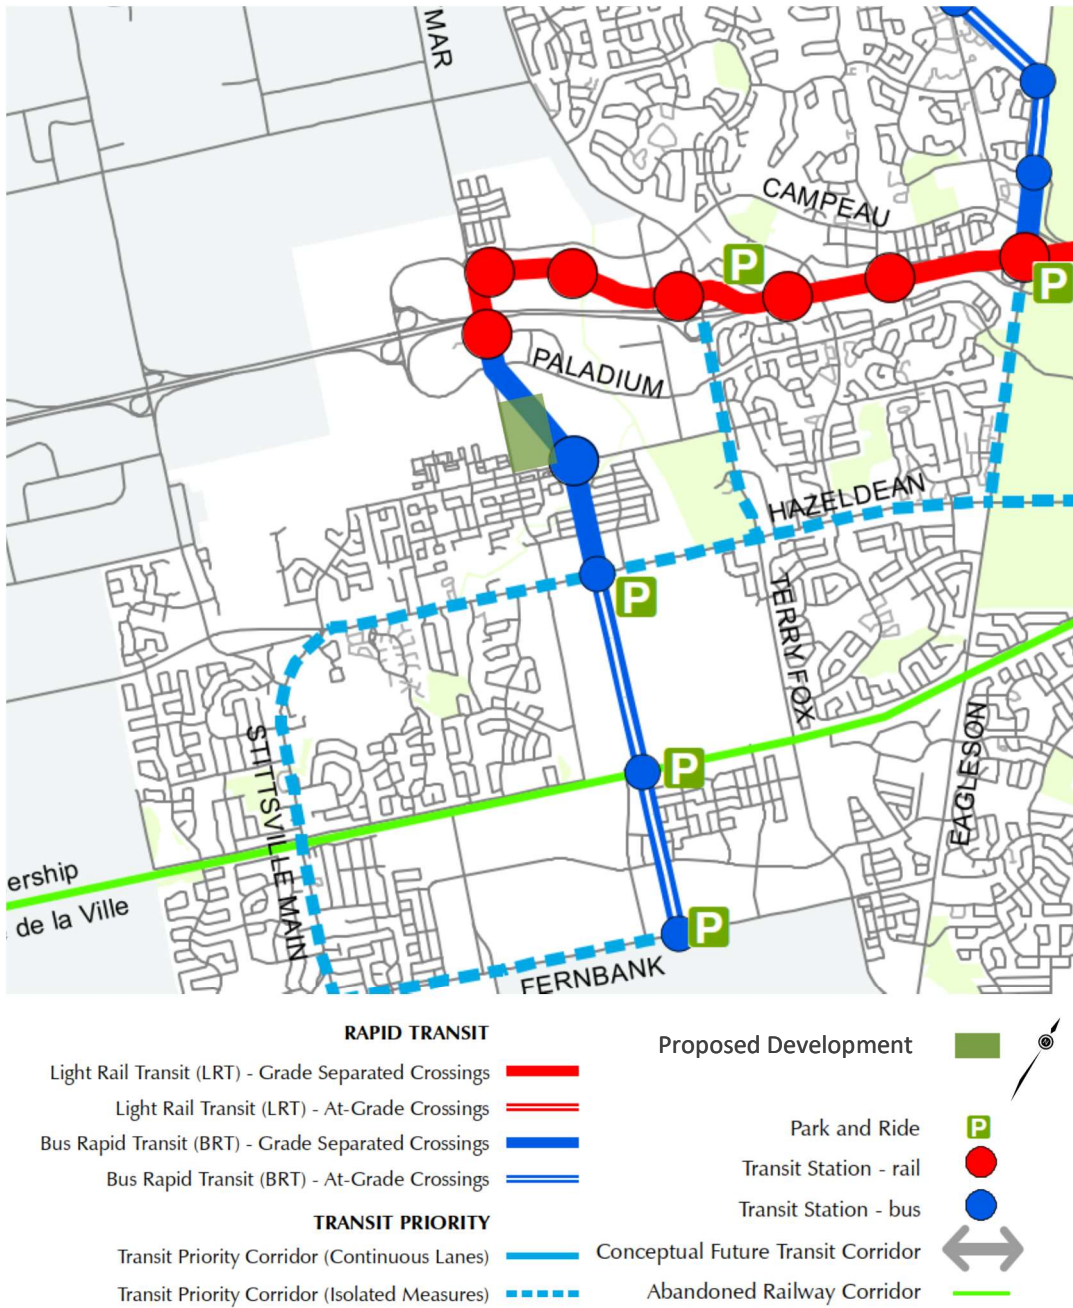 MAR
CAMPEAU
P
P
PALADIUM
HAZELDEAN
P
TERRY FOX
STITTSVILLE MAIN
P
EAGLESON
ership
de la Ville
P
FERNBANK
RAPID TRANSIT
Light Rail Transit (LRT) - Grade Separated Crossings
Light Rail Transit (LRT) - At-Grade Crossings
Bus Rapid Transit (BRT) - Grade Separated Crossings
Bus Rapid Transit (BRT) - At-Grade Crossings
TRANSIT PRIORITY
Transit Priority Corridor (Continuous Lanes)
Transit Priority Corridor (Isolated Measures)
Proposed Development
Park and Ride P
Transit Station - rail
Transit Station - bus
Conceptual Future Transit Corridor
Abandoned Railway Corridor